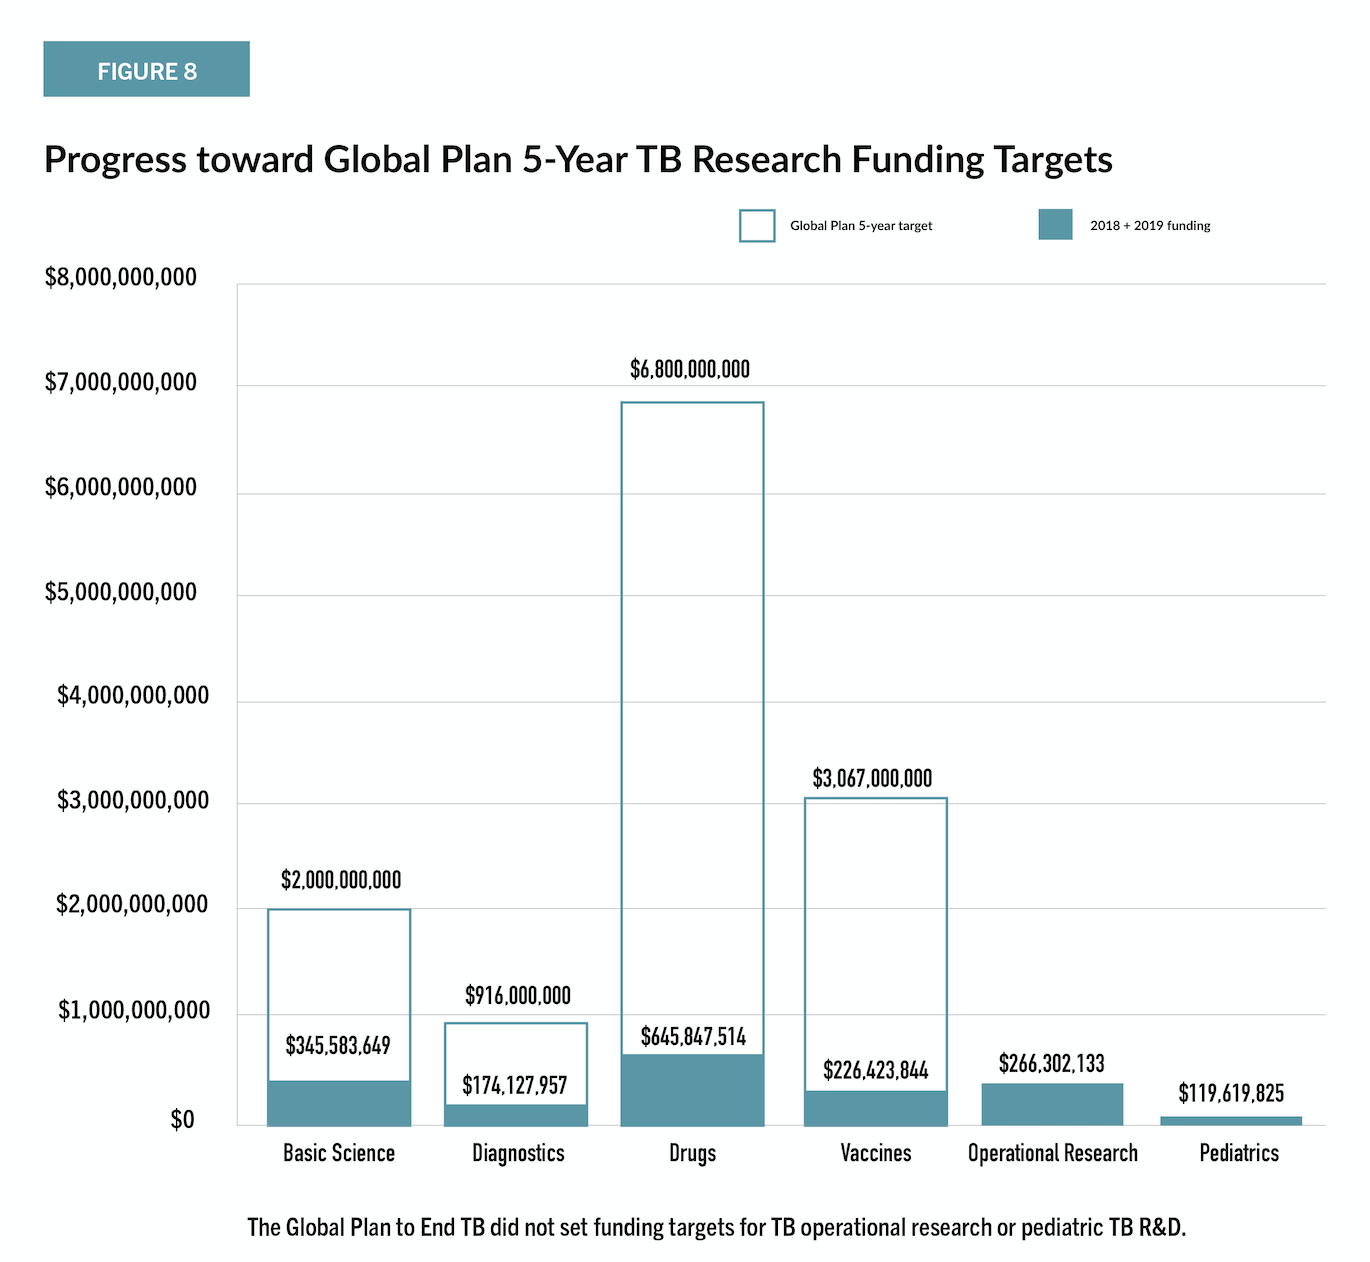 FIGURE 8
Progress toward Global Plan 5-Year TB Research Funding Targets
Global Plan 5-year target
2018 + 2019 funding
$8,000,000,000
$7,000,000,000
$6,000,000,000
$5,000,000,000
$4,000,000,000
$3,000,000,000
$2,000,000,000
$1,000,000,000
$0
$2,000,000,000
$345,583,649
$916,000,000
$174,127,957
$6,800,000,000
$645,847,514
$3,067,000,000
$226,423,844
$266,302,133
$119,619,825
Basic Science
Diagnostics
Drugs
Vaccines
Operational Research
Pediatrics
The Global Plan to End TB did not set funding targets for TB operational research or pediatric TB R&D.